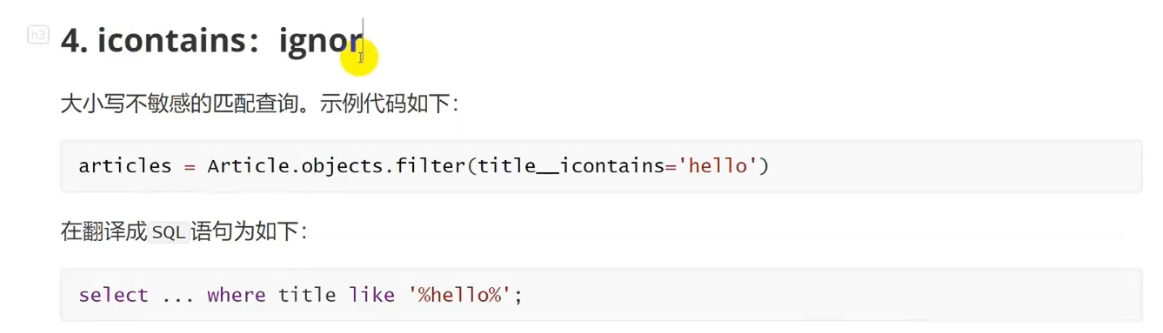 h3
4. icontains：ignor
大小写不敏感的匹配查询。示例代码如下：
articles = Article.objects.filter(title__icontains='hello')
在翻译成SQL语句为如下：
select ... where title like '%hello%';